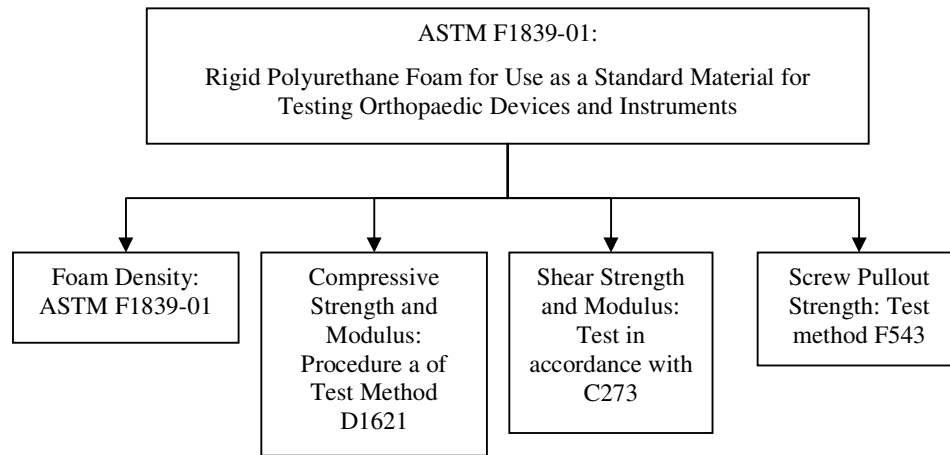 ASTM F1839-01:
Rigid Polyurethane Foam for Use as a Standard Material for
Testing Orthopaedic Devices and Instruments
Foam Density:
ASTM F1839-01
Compressive
Strength and
Modulus:
Procedure a of
Test Method
D1621
Shear Strength
and Modulus:
Test in
accordance with
C273
Screw Pullout
Strength: Test
method F543